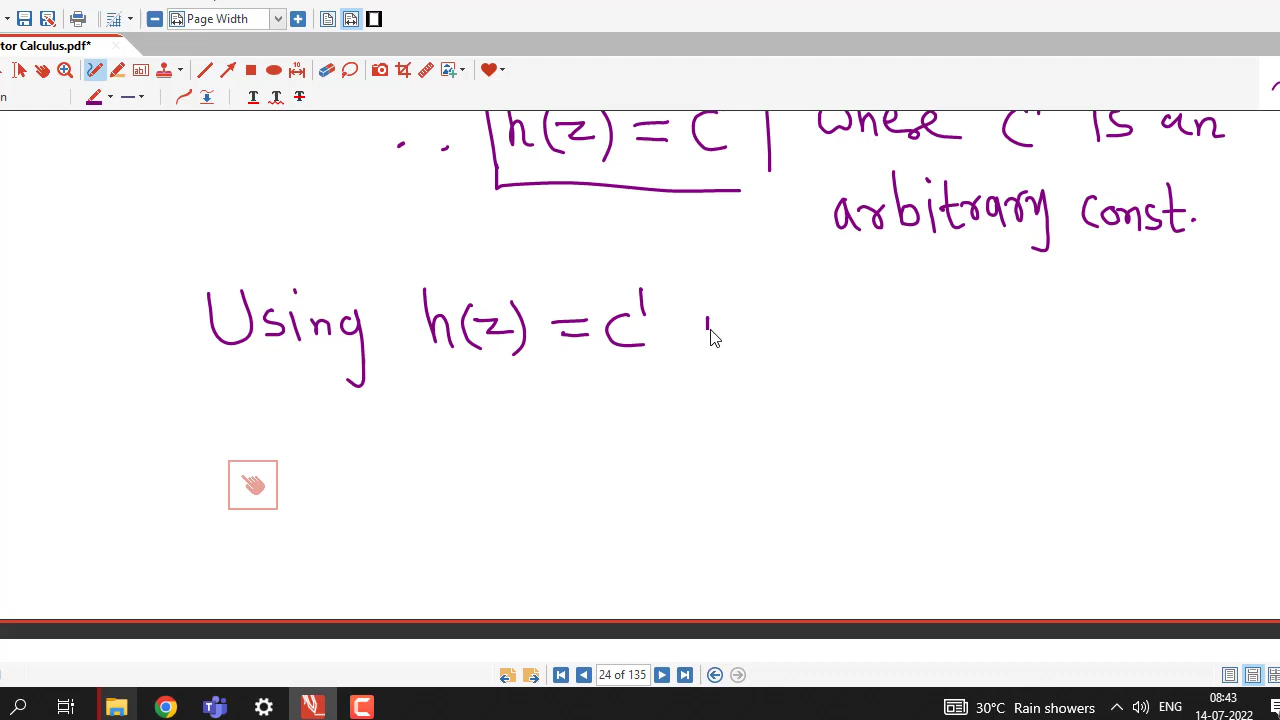 Page Width
tor Calculus.pdf*
10
n
∴ h(z) = C' where C' is an
arbitrary const.
Using h(z) = C'
24 of 135
30°C Rain showers ENG 08:43
14-07-2022